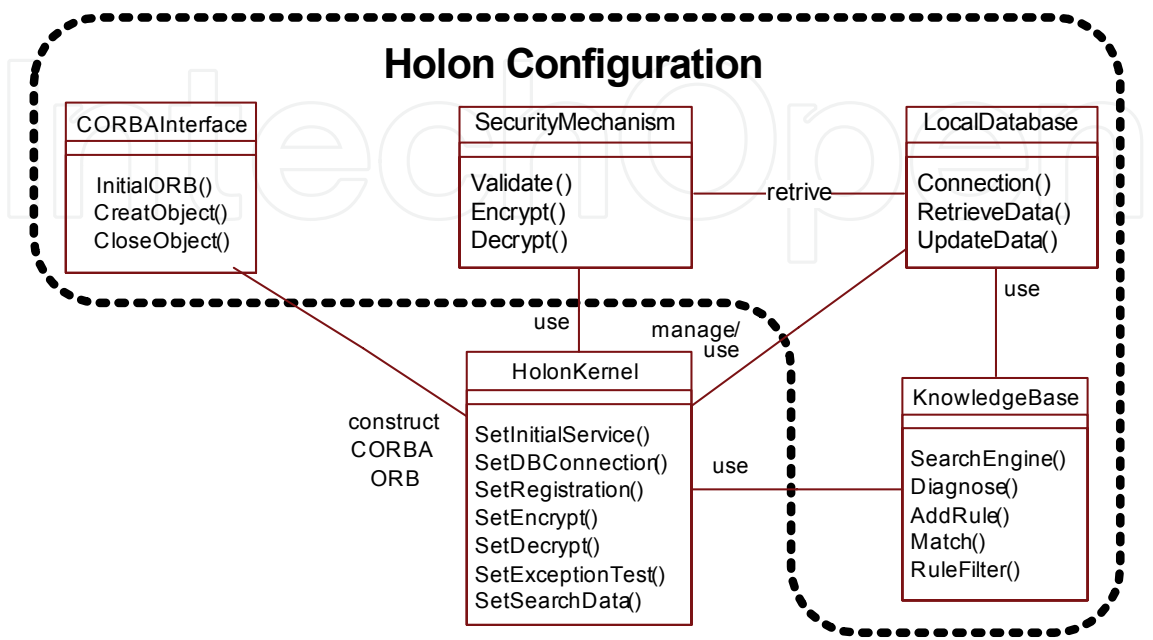 Holon Configuration
IntechOpen
CORBAInterface
InitialORB()
CreatObject()
CloseObject()
SecurityMechanism
Validate()
Encrypt()
Decrypt()
retrive
LocalDatabase
Connection()
RetrieveData()
UpdateData()
use
manage/
use
use
construct
CORBA
ORB
HolonKernel
SetInitialService()
SetDBConnection()
SetRegistration()
SetEncrypt()
SetDecrypt()
SetExceptionTest()
SetSearchData()
use
KnowledgeBase
SearchEngine()
Diagnose()
AddRule()
Match()
RuleFilter()